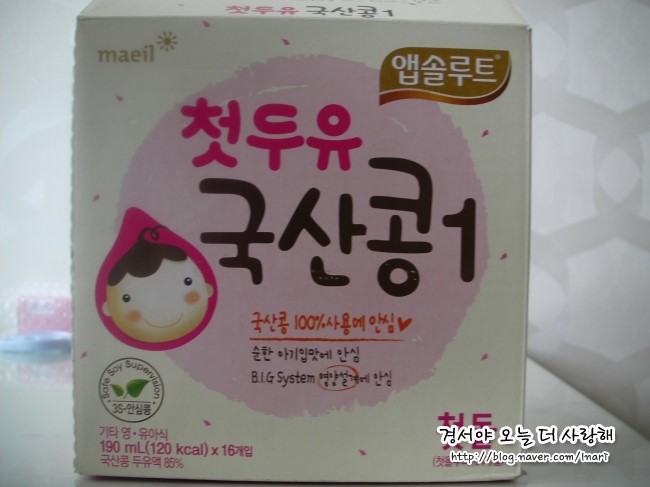 첫두유 국산콩1
maeil
앱솔루트
첫두유
국산콩1
국산콩 100%사용에 안심
순한 아기입맛에 안심
B.I.G System 영양설계에 안심
Safe Soy Supervision
3S-안심콩
기타 영·유아식
190 mL(120 kcal) x 16개입
국산콩 두유액 85%
첫돌
경서야 오늘 더 사랑해
http://blog.naver.com/mari